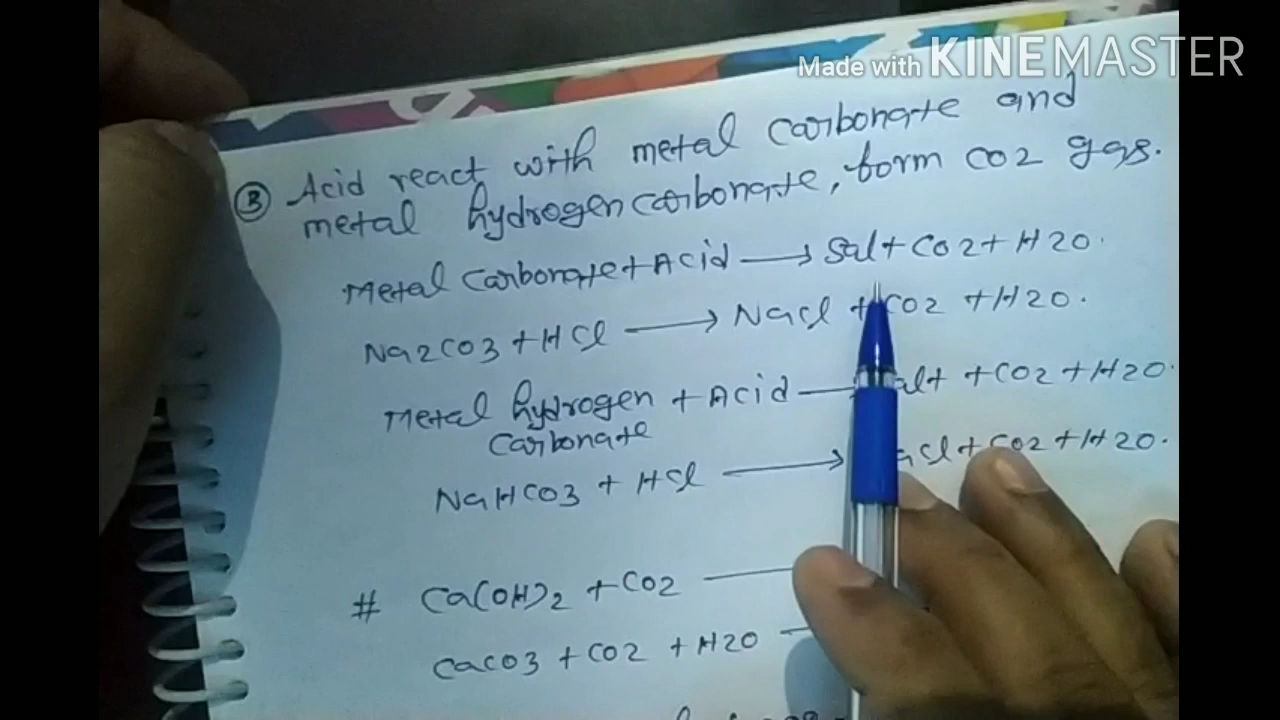 Made with KINEMASTER
③ Acid react with metal carbonate and
metal hydrogen carbonate, form CO2 gas.
Metal Carbonate + Acid → Salt + CO2 + H2O.
Na2CO3 + HCl → NaCl + CO2 + H2O.
Metal hydrogen + Acid → alt + CO2 + H2O.
Carbonate
NaHCO3 + HCl → aCl + CO2 + H2O.
# Ca(OH)2 + CO2 —
CaCO3 + CO2 + H2O —